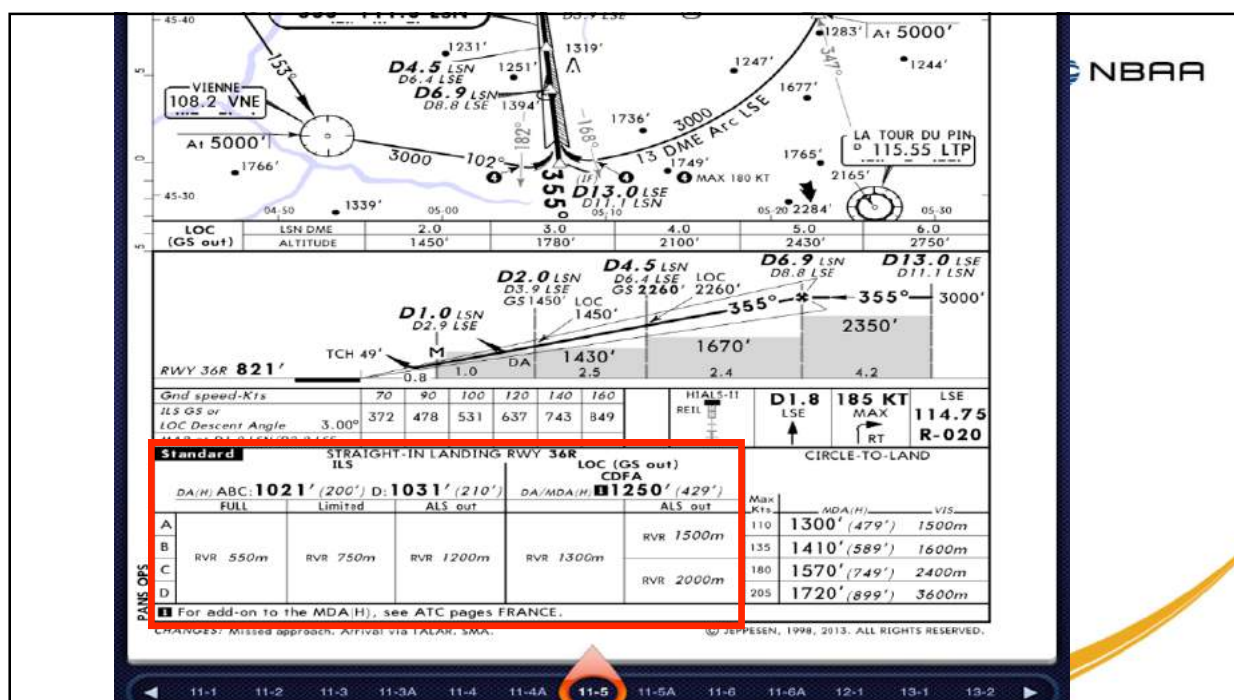 45-40
1231'
1319'
1283'
At 5000'
NBAA
153°
D4.5 LSN
D6.4 LSE
1251'
1247'
347°
1244'
VIENNE
108.2 VNE
D6.9 LSN
D8.8 LSE
1394'
1677'
1736'
3000
13 DME Arc LSE
LA TOUR DU PIN
D 115.55 LTP
At 5000'
182°
168°
1766'
3000
102°
1749'
1765'
2165'
4
4
4 MAX 180 KT
(IF)
D13.0 LSE
D11.1 LSN
355°
45-30
1339'
2284'
04-50
05-00
05-10
05-20
05-30
LOC LSN DME 2.0 3.0 4.0 5.0 6.0
(GS out) ALTITUDE 1450' 1780' 2100' 2430' 2750'
D1.0 LSN
D2.9 LSE
D2.0 LSN
D3.9 LSE
GS 1450'
LOC
1450'
D4.5 LSN
D6.4 LSE
GS 2260'
LOC
2260'
D6.9 LSN
D8.8 LSE
D13.0 LSE
D11.1 LSN
355°
355°
3000'
2350'
1670'
1430'
TCH 49'
M
DA
RWY 36R 821'
0.8 1.0 2.5 2.4 4.2
Gnd speed-Kts 70 90 100 120 140 160
ILS GS or
LOC Descent Angle 3.00° 372 478 531 637 743 849
HIALS-II
REIL
D1.8
LSE
185 KT
MAX
RT
LSE
114.75
R-020
Standard STRAIGHT-IN LANDING RWY 36R CIRCLE-TO-LAND
ILS LOC (GS out)
CDFA
DA(H) ABC: 1021' (200') D: 1031' (210') DA/MDA(H) 1 1250' (429')
FULL Limited ALS out ALS out Max Kts MDA(H) VIS
A 110 1300' (479') 1500m
RVR 1500m
B 135 1410' (589') 1600m
RVR 550m RVR 750m RVR 1200m RVR 1300m
C 180 1570' (749') 2400m
RVR 2000m
D 205 1720' (899') 3600m
PANS OPS
1 For add-on to the MDA(H), see ATC pages FRANCE.
CHANGES: Missed approach. Arrival via TALAR, SMA. © JEPPESEN, 1998, 2013. ALL RIGHTS RESERVED.
11-1 11-2 11-3 11-3A 11-4 11-4A 11-5 11-5A 11-6 11-6A 12-1 13-1 13-2